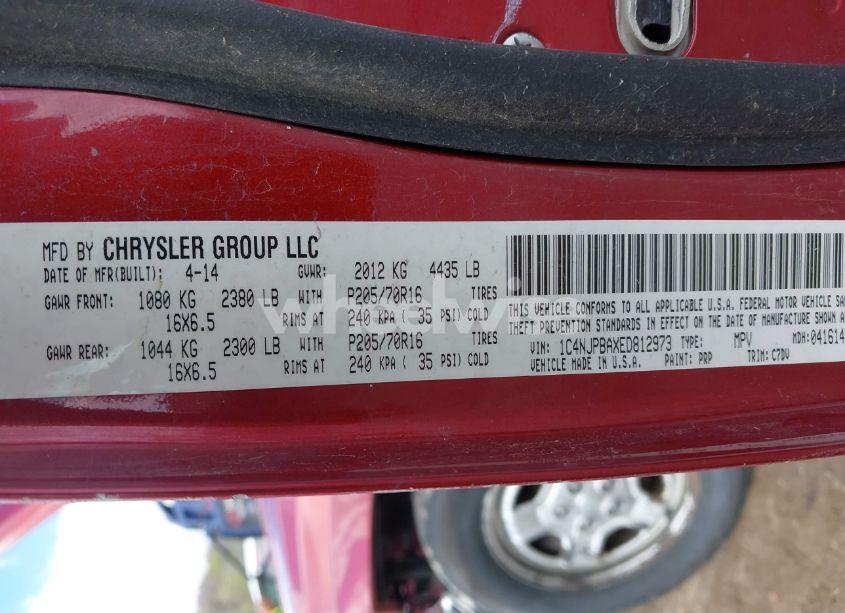 MFD BY CHRYSLER GROUP LLC
DATE OF MFR(BUILT): 4-14 GVWR: 2012 KG 4435 LB
GAWR FRONT: 1080 KG 2380 LB WITH P205/70R16 TIRES
16X6.5 RIMS AT 240 KPA ( 35 PSI) COLD
GAWR REAR: 1044 KG 2300 LB WITH P205/70R16 TIRES
16X6.5 RIMS AT 240 KPA ( 35 PSI) COLD
THIS VEHICLE CONFORMS TO ALL APPLICABLE U.S.A. FEDERAL MOTOR VEHICLE
THEFT PREVENTION STANDARDS IN EFFECT ON THE DATE OF MANUFACTURE SHOWN
VIN: 1C4NJPBAXED812973 TYPE: MPV MDH:041614
VEHICLE MADE IN U.S.A. PAINT: PRP TRIM: C7DV